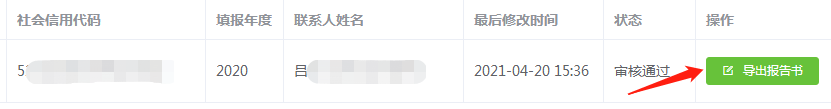 社会信用代码 填报年度 联系人姓名 最后修改时间 状态 操作
5 2020 吕 2021-04-20 15:36 审核通过 导出报告书